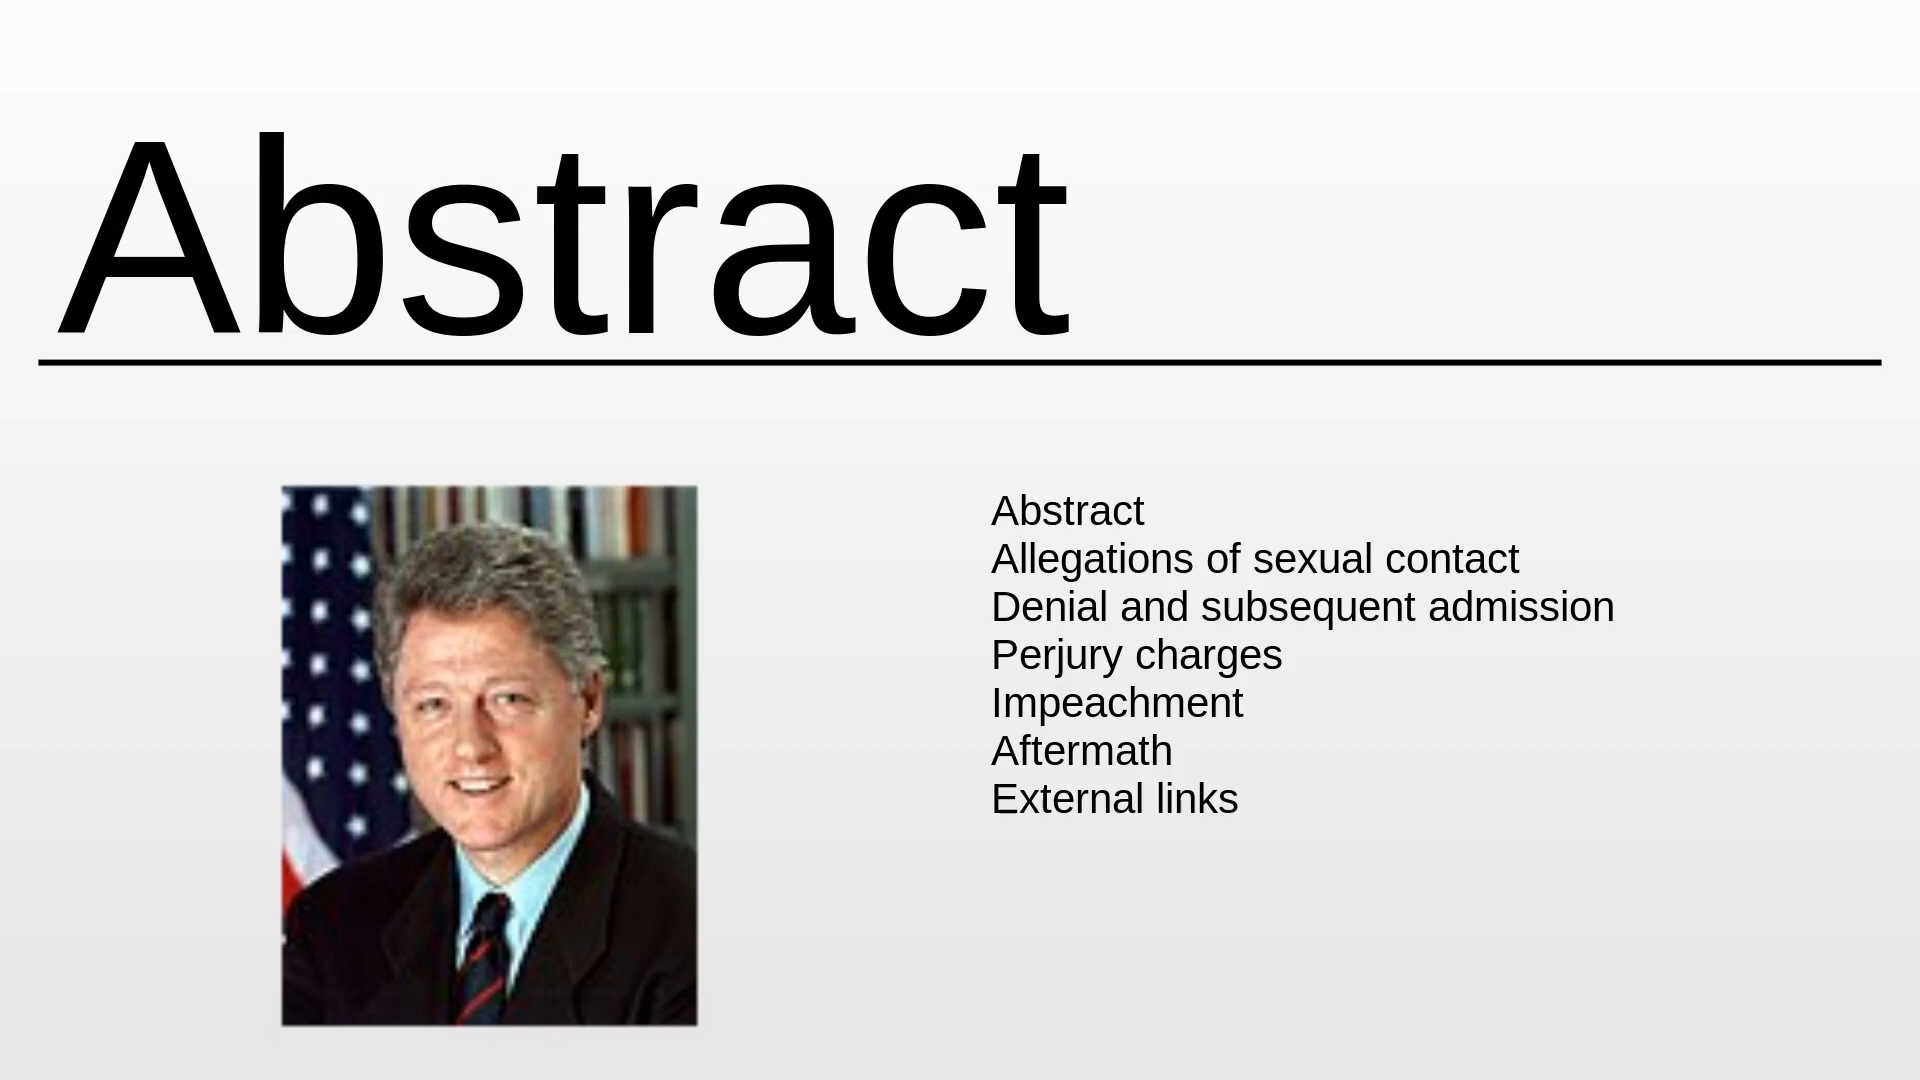 Abstract
Abstract
Allegations of sexual contact
Denial and subsequent admission
Perjury charges
Impeachment
Aftermath
External links